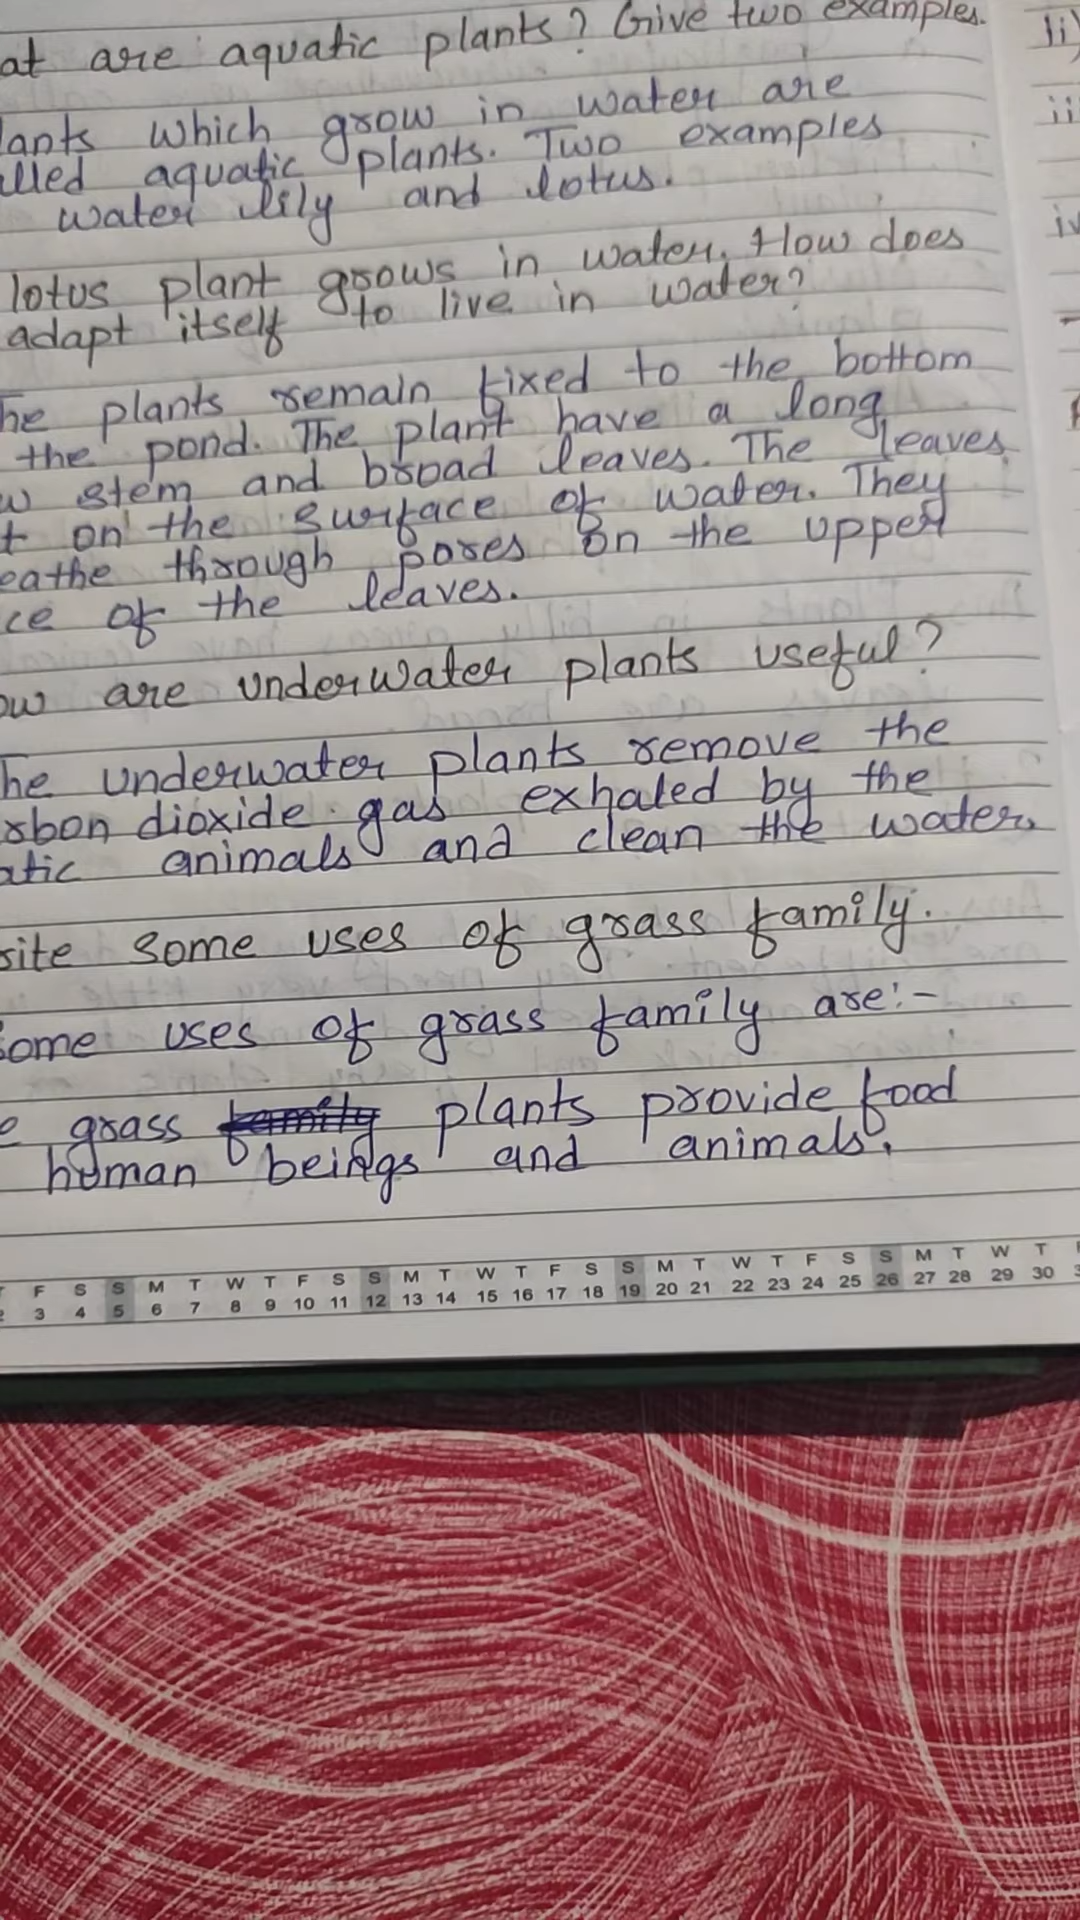 at are aquatic plants? Give two examples.
lants which grow in water are
lled aquatic plants. Two examples
water lily and lotus.
lotus plant grows in water. How does
adapt itself to live in water?
he plants remain fixed to the bottom
the pond. The plant have a long
w stem and broad leaves. The leaves
t on the surface of water. They
eathe through pores on the upper
ce of the leaves.
ow are underwater plants useful?
he underwater plants remove the
rbon dioxide gas exhaled by the
atic animals and clean the water.
rite some uses of grass family.
Some uses of grass family are:-
e grass plants provide food
human beings and animals.
F S S M T W T F S S M T W T F S S M T W T F S S M T W T
3 4 5 6 7 8 9 10 11 12 13 14 15 16 17 18 19 20 21 22 23 24 25 26 27 28 29 30
ii)
ii
iv